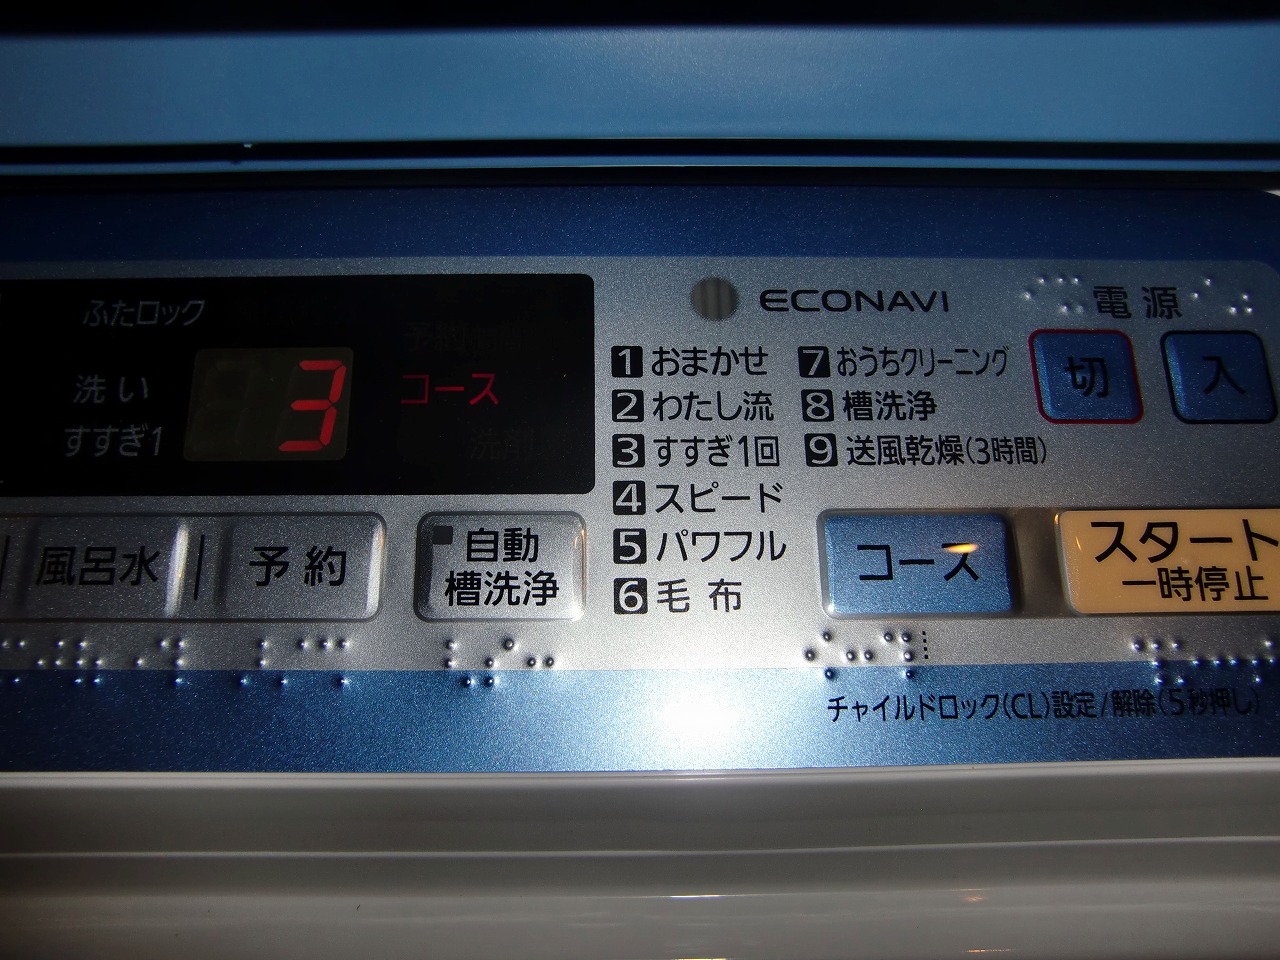 ふたロック
洗い
すすぎ1
3
コース
ECONAVI
電源
切
入
1 おまかせ
2 わたし流
3 すすぎ1回
4 スピード
5 パワフル
6 毛布
7 おうちクリーニング
8 槽洗浄
9 送風乾燥(3時間)
風呂水
予約
自動
槽洗浄
コース
スタート
一時停止
チャイルドロック(CL)設定/解除(5秒押し)